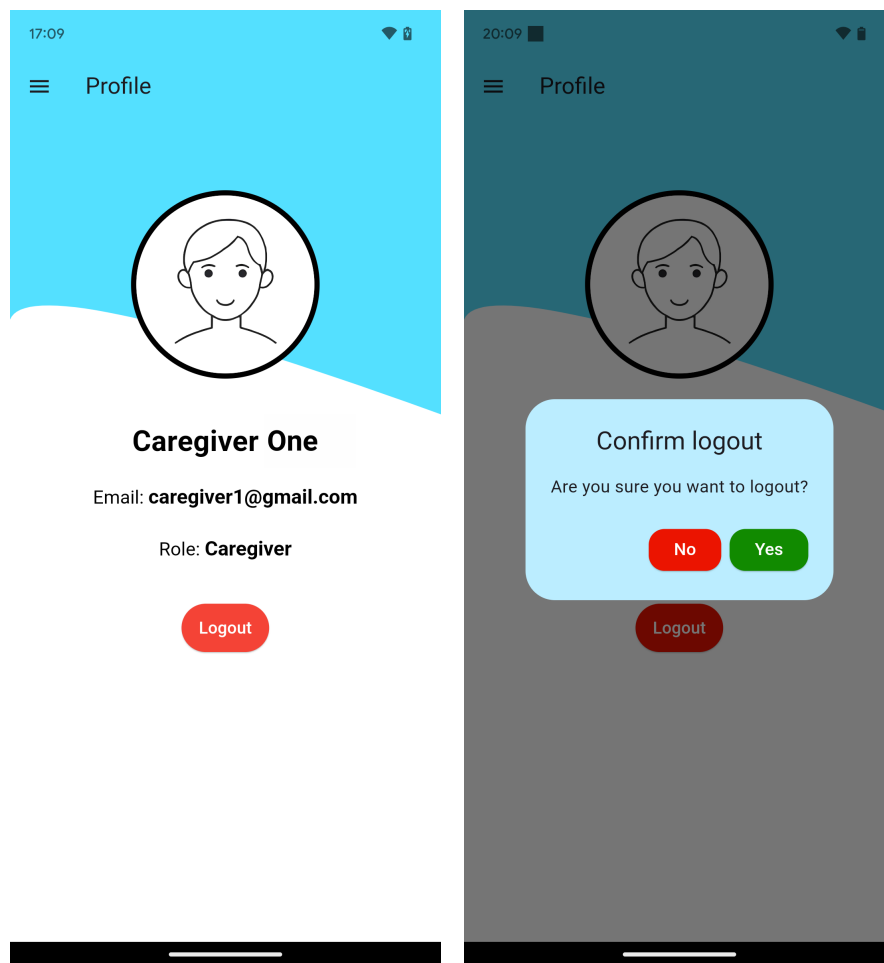 17:09
Profile
Caregiver One
Email: caregiver1@gmail.com
Role: Caregiver
Logout
20:09
Profile
Confirm logout
Are you sure you want to logout?
No Yes
Logout